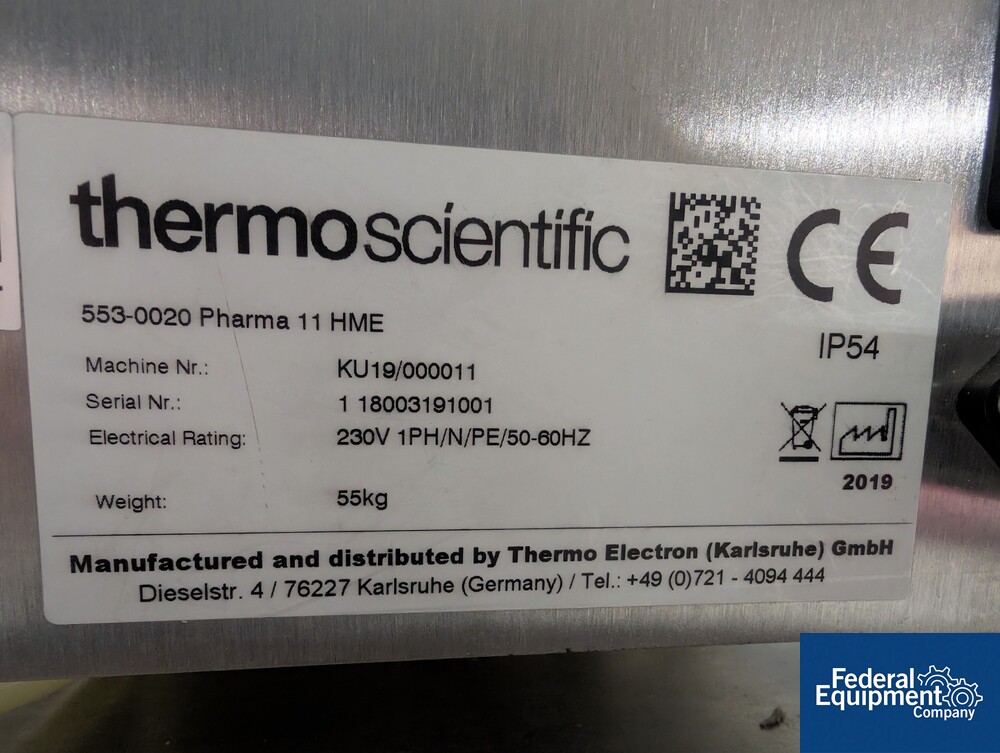 thermoscientific
CE
553-0020 Pharma 11 HME
IP54
Machine Nr.: KU19/000011
Serial Nr.: 1 18003191001
Electrical Rating: 230V 1PH/N/PE/50-60HZ
2019
Weight: 55kg
Manufactured and distributed by Thermo Electron (Karlsruhe) GmbH
Dieselstr. 4 / 76227 Karlsruhe (Germany) / Tel.: +49 (0)721 - 4094 444
Federal
Equipment
Company